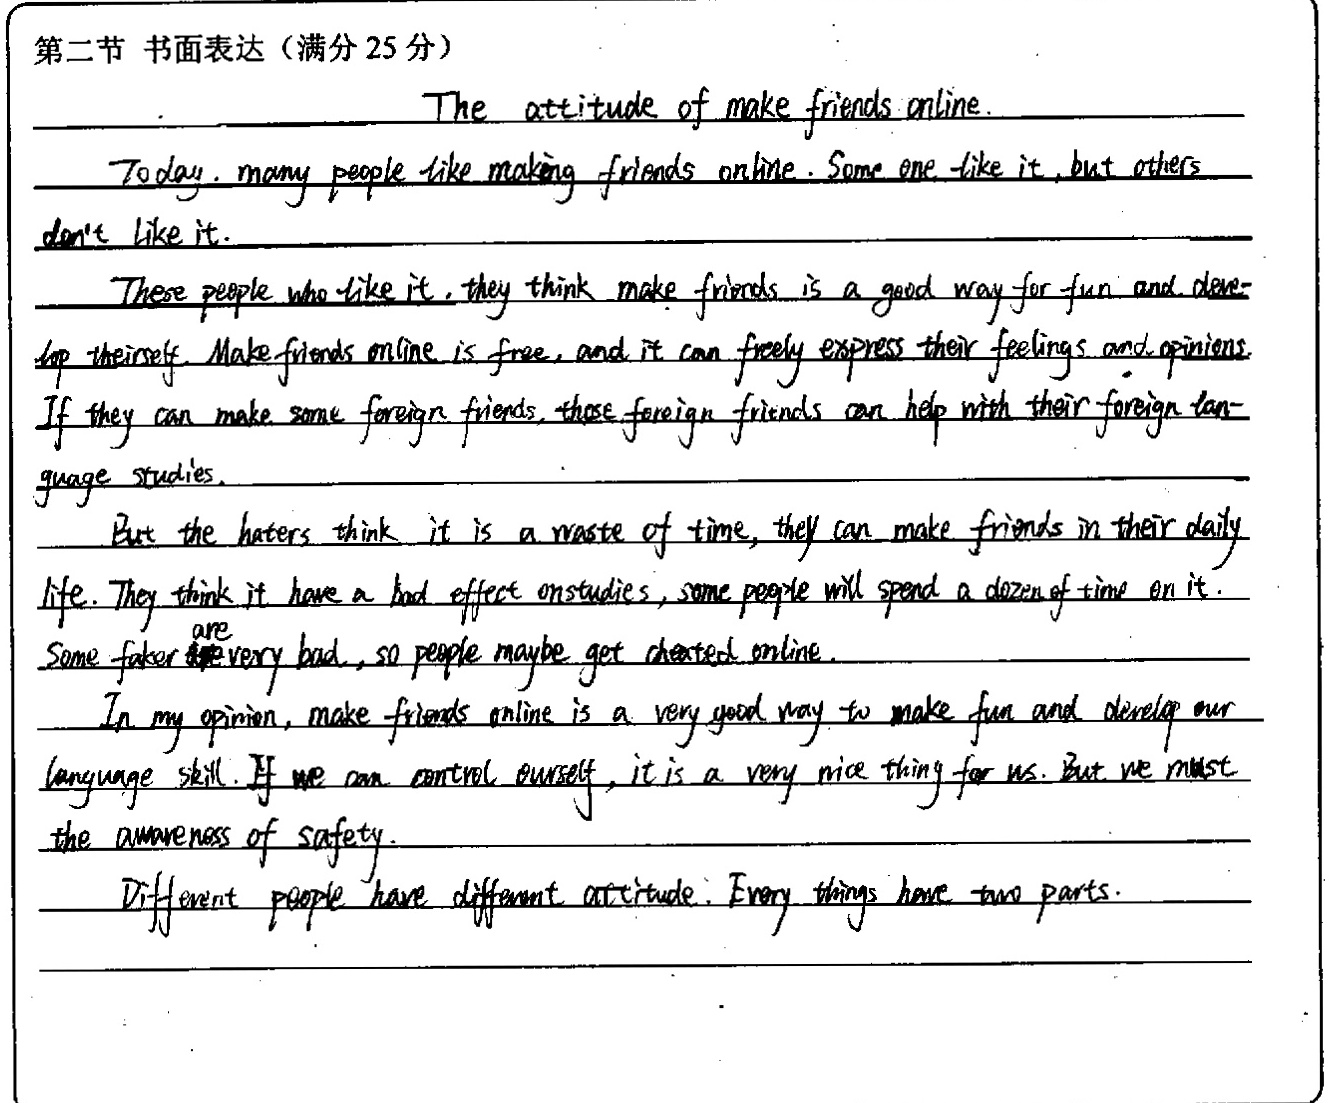 第二节 书面表达（满分 25 分）
The attitude of make friends online.
Today. many people like making friends online. Some one like it, but others
don't like it.
These people who like it, they think make friends is a good way for fun and deve-
lop theirself. Make friends online is free, and it can freely express their feelings and opinions.
If they can make some foreign friends, those foreign friends can help with their foreign lan-
guage studies.
But the haters think it is a waste of time, they can make friends in their daily
life. They think it have a bad effect on studies, some people will spend a dozen of time on it.
Some faker are very bad, so people maybe get cheated online.
In my opinion, make friends online is a very good way to make fun and develop our
language skill. If we can control ourself, it is a very nice thing for us. But we must
the awareness of safety.
Different people have different attitude. Every things have two parts.